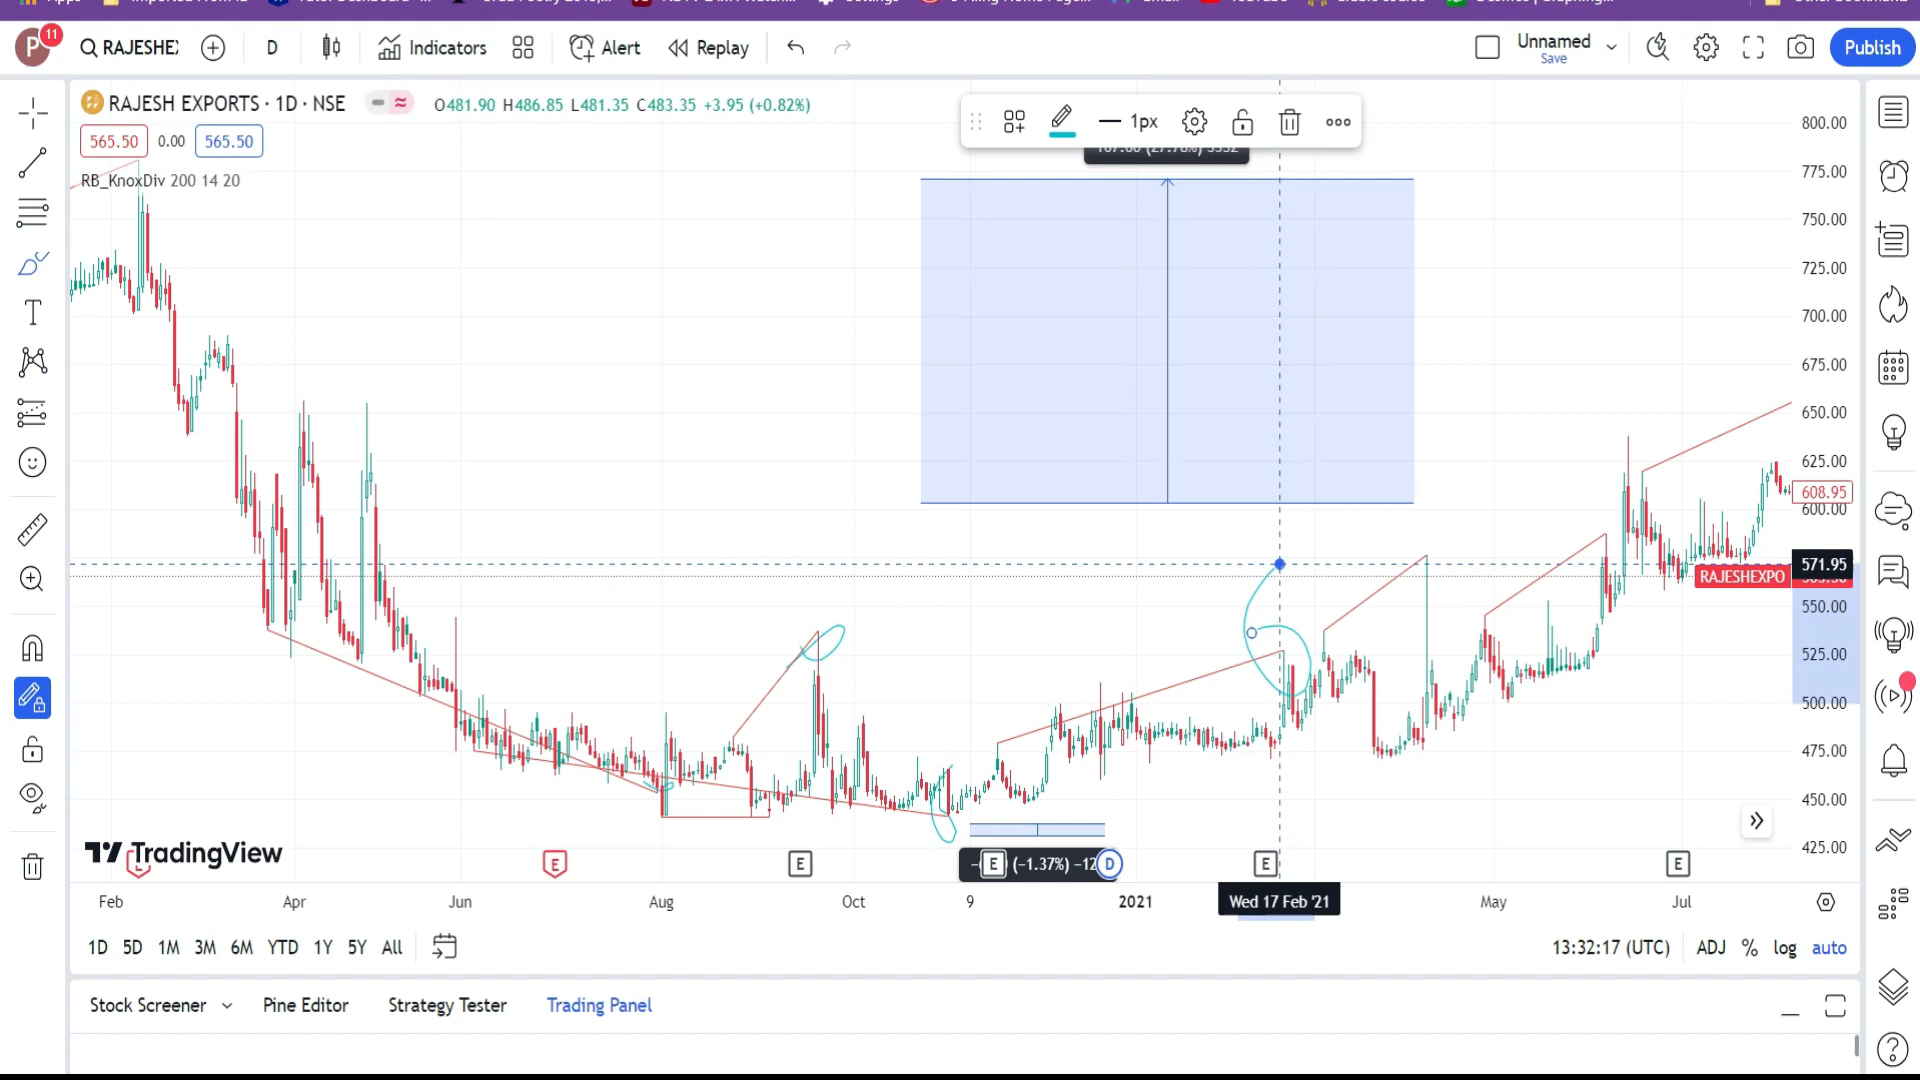 11
P
RAJESHE
D
Indicators
Alert
Replay
Unnamed
Save
Publish
RAJESH EXPORTS · 1D · NSE
O481.90 H486.85 L481.35 C483.35 +3.95 (+0.82%)
565.50 0.00 565.50
RB_KnoxDiv 200 14 20
1px
800.00
775.00
750.00
725.00
700.00
675.00
650.00
625.00
608.95
600.00
571.95
RAJESHEXPO
550.00
525.00
500.00
475.00
450.00
425.00
TradingView
E E E (−1.37%) D E E
Feb Apr Jun Aug Oct 9 2021 Wed 17 Feb '21 May Jul
1D 5D 1M 3M 6M YTD 1Y 5Y All
13:32:17 (UTC) ADJ % log auto
Stock Screener Pine Editor Strategy Tester Trading Panel